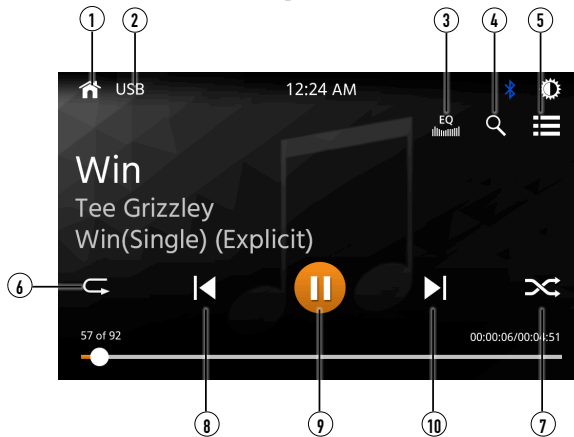 1 2 3 4 5
USB 12:24 AM
EQ
Win
Tee Grizzley
Win(Single) (Explicit)
6
57 of 92 00:00:06/00:04:51
8 9 10 7